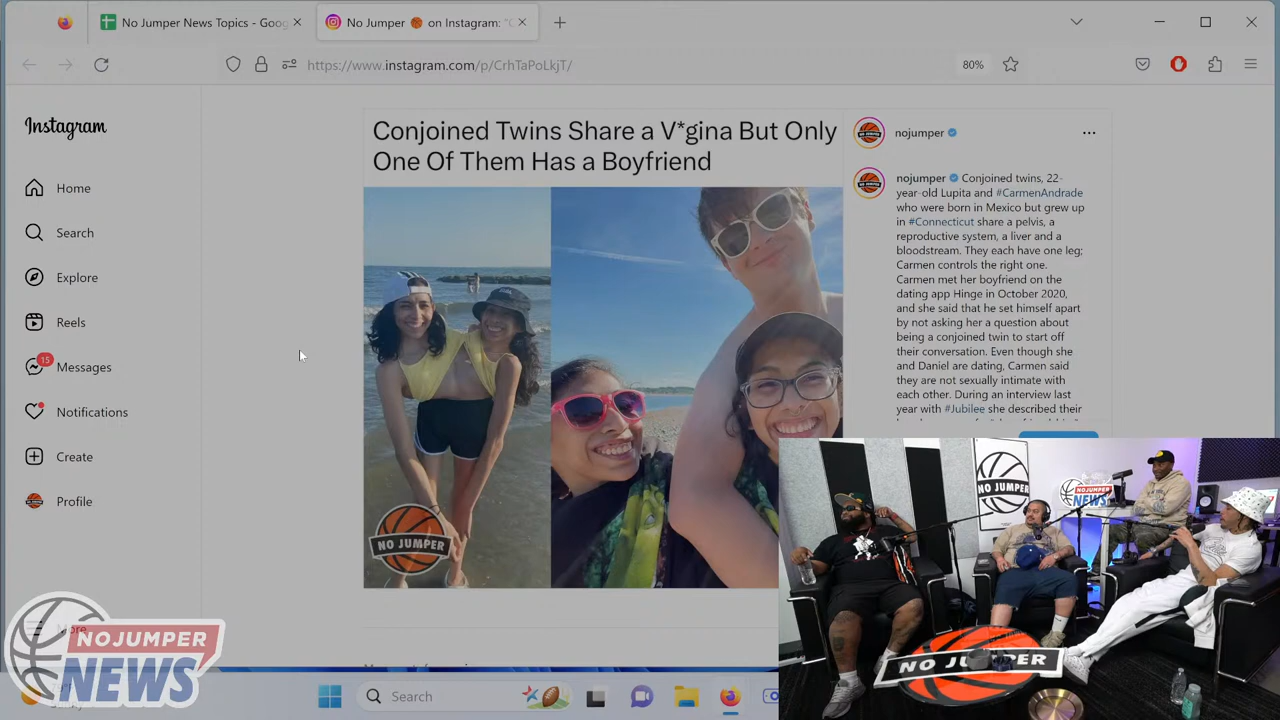 No Jumper News Topics - Goog
No Jumper 🏀 on Instagram: "C
https://www.instagram.com/p/CrhTaPoLkjT/
80%
Instagram
Home
Search
Explore
Reels
15
Messages
Notifications
Create
Profile
More
Conjoined Twins Share a V*gina But Only
One Of Them Has a Boyfriend
NO JUMPER
nojumper
nojumper Conjoined twins, 22-
year-old Lupita and #CarmenAndrade
who were born in Mexico but grew up
in #Connecticut share a pelvis, a
reproductive system, a liver and a
bloodstream. They each have one leg;
Carmen controls the right one.
Carmen met her boyfriend on the
dating app Hinge in October 2020,
and she said that he set himself apart
by not asking her a question about
being a conjoined twin to start off
their conversation. Even though she
and Daniel are dating, Carmen said
they are not sexually intimate with
each other. During an interview last
year with #Jubilee she described their
NO JUMPER
NO JUMPER
NEWS
NO JUMPER
NOJUMPER
NEWS
Search